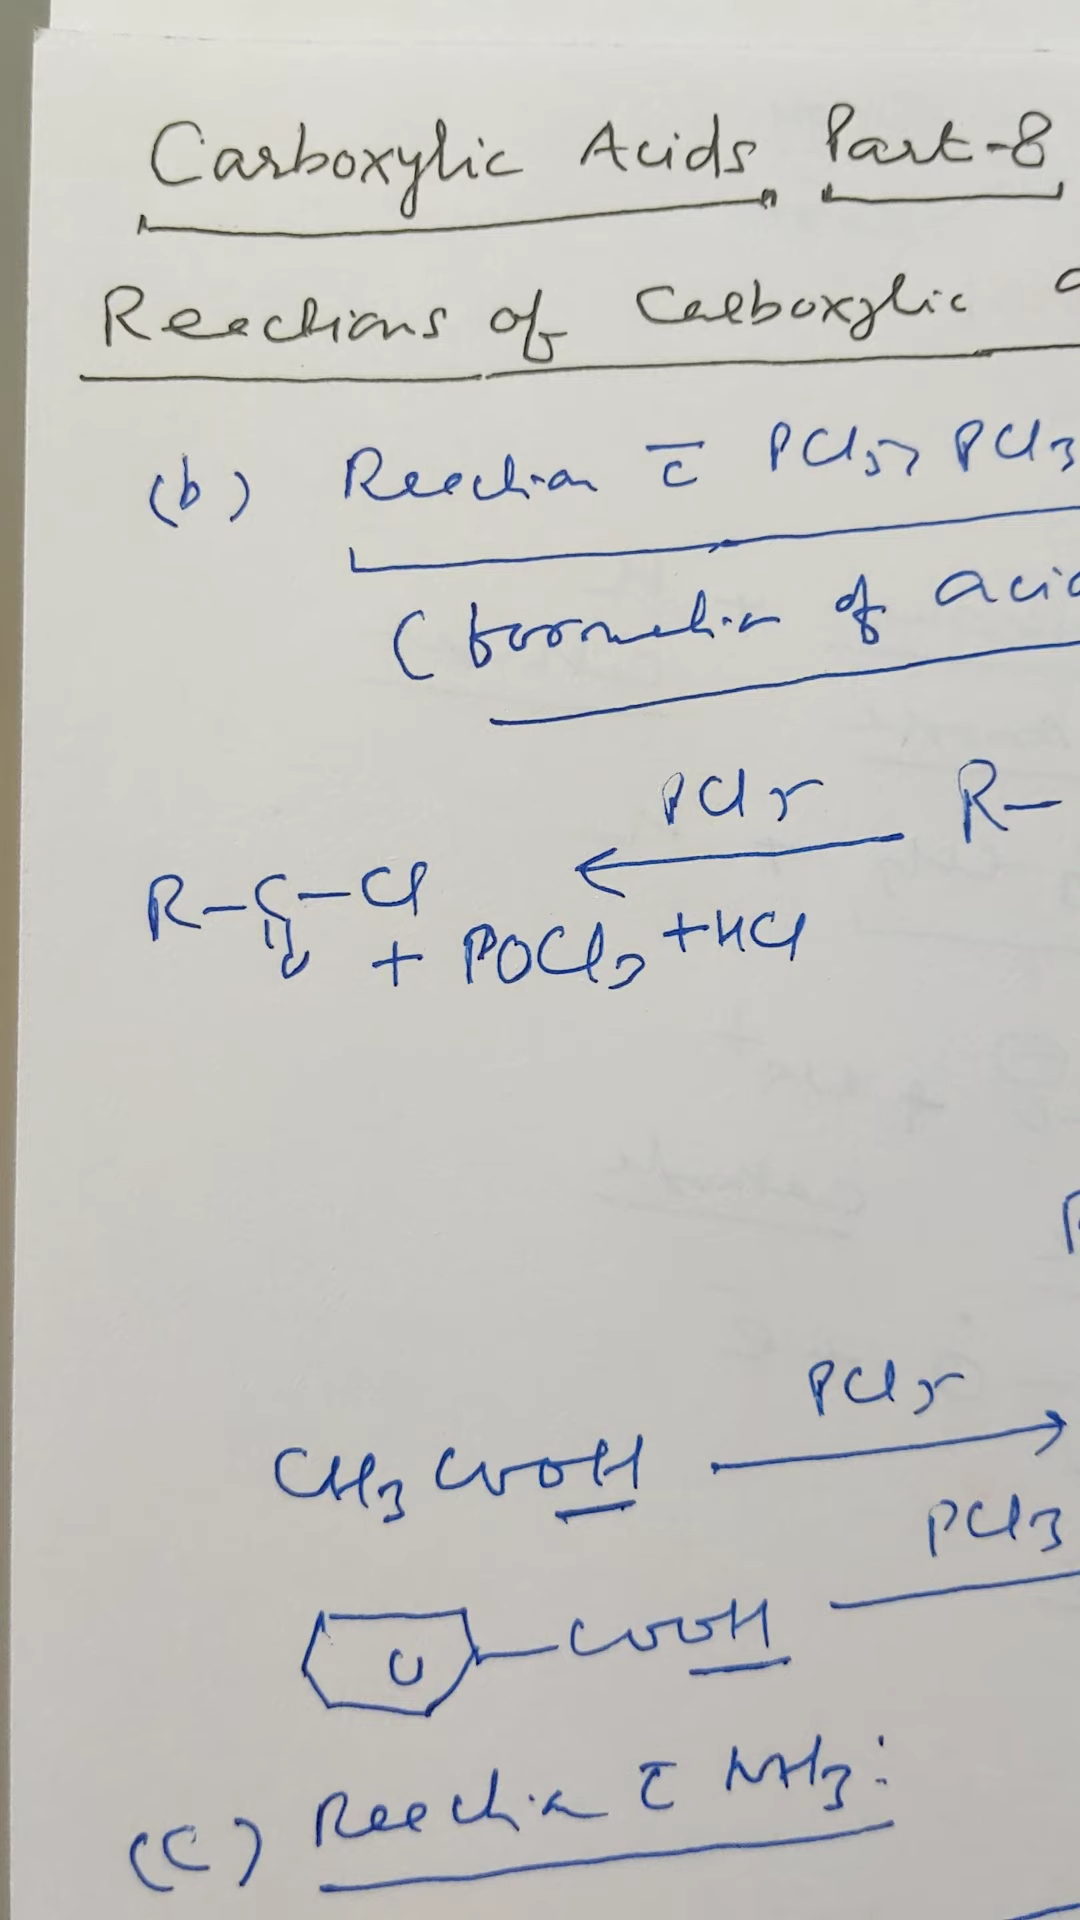 Carboxylic Acids Part-8
Reactions of Carboxylic
(b) Reaction c̄ PCl5, PCl3
(formation of acid
PCl5 R-
R-C-Cl
O
+ POCl3 + HCl
PCl5
CH3COOH
PCl3
COOH
(C) Reaction c̄ NH3: